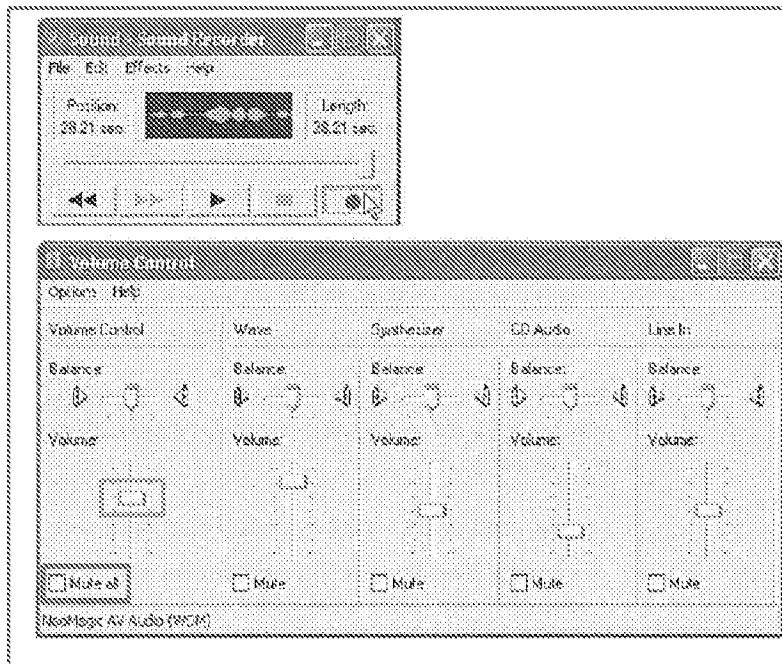 Sound - Sound Recorder
File Edit Effects Help
Position: Length:
28.21 sec. 28.21 sec.
Volume Control
Options Help
Volume Control Wave Synthesizer CD Audio Line In
Balance: Balance: Balance: Balance: Balance:
Volume: Volume: Volume: Volume: Volume:
Mute all Mute Mute Mute Mute
NeoMagic AV Audio (WDM)